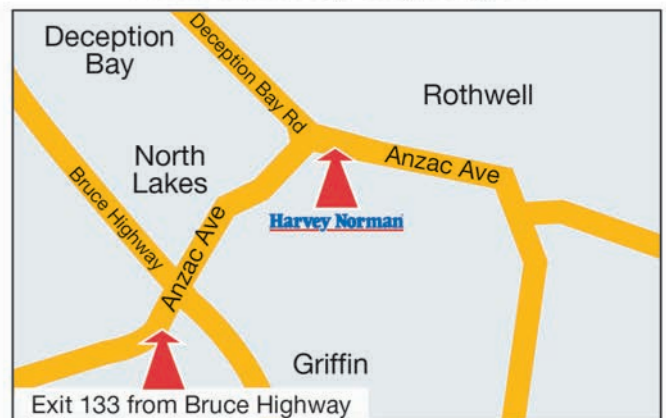 Deception
Bay
Deception Bay Rd
Rothwell
North
Lakes
Anzac Ave
Bruce Highway
Harvey Norman
Anzac Ave
Griffin
Exit 133 from Bruce Highway